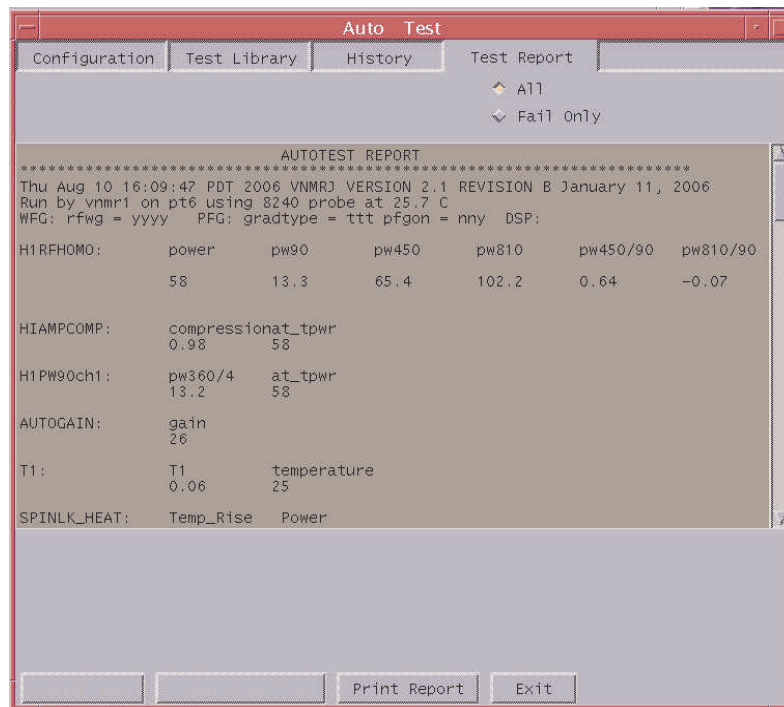 Auto Test
Configuration Test Library History Test Report
All
Fail Only
AUTOTEST REPORT
********************************************************************************
Thu Aug 10 16:09:47 PDT 2006 VNMRJ VERSION 2.1 REVISION B January 11, 2006
Run by vnmr1 on pt6 using 8240 probe at 25.7 C
WFG: rfwg = yyyy PFG: gradtype = ttt pfgon = nny DSP:
H1RFHOMO: power pw90 pw450 pw810 pw450/90 pw810/90
58 13.3 65.4 102.2 0.64 -0.07
HIAMPCOMP: compressionat_tpwr
0.98 58
H1PW90ch1: pw360/4 at_tpwr
13.2 58
AUTOGAIN: gain
26
T1: T1 temperature
0.06 25
SPINLK_HEAT: Temp_Rise Power
Print Report Exit